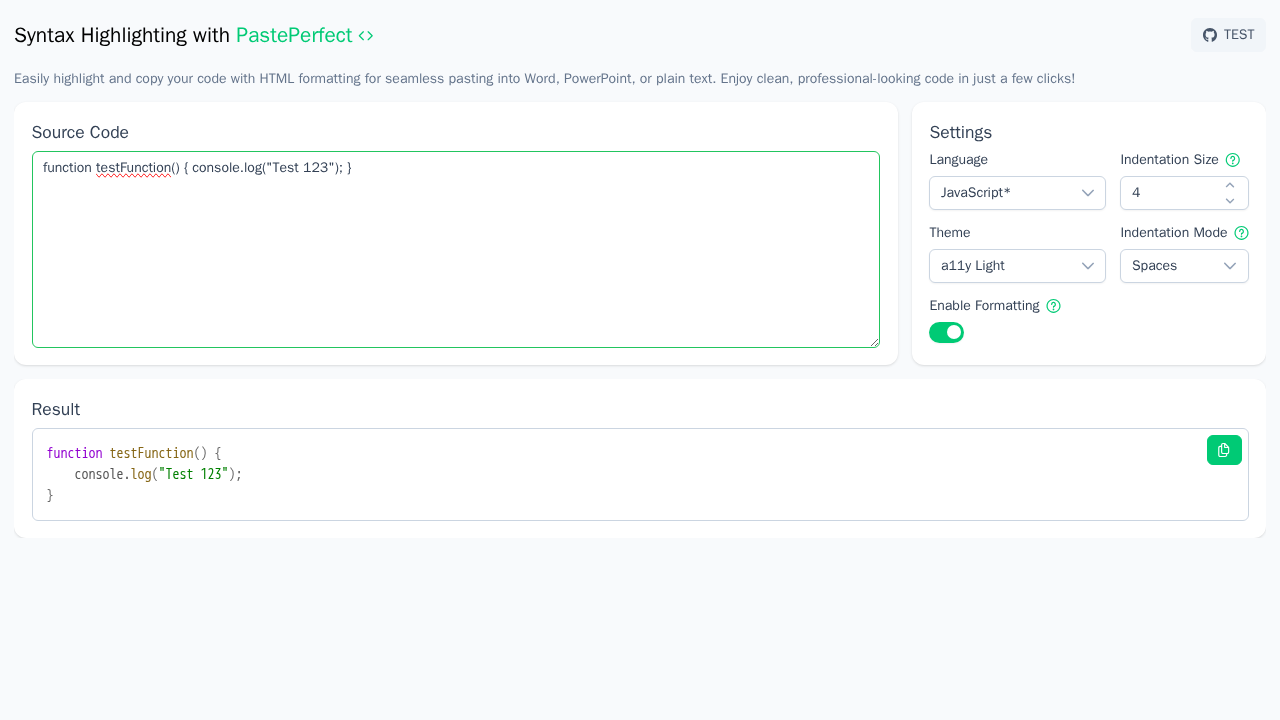 Syntax Highlighting with PastePerfect <>
TEST
Easily highlight and copy your code with HTML formatting for seamless pasting into Word, PowerPoint, or plain text. Enjoy clean, professional-looking code in just a few clicks!
Source Code
function testFunction() { console.log("Test 123"); }
Settings
Language
Indentation Size
JavaScript*
4
Theme
Indentation Mode
a11y Light
Spaces
Enable Formatting
Result
function testFunction() {
    console.log("Test 123");
}